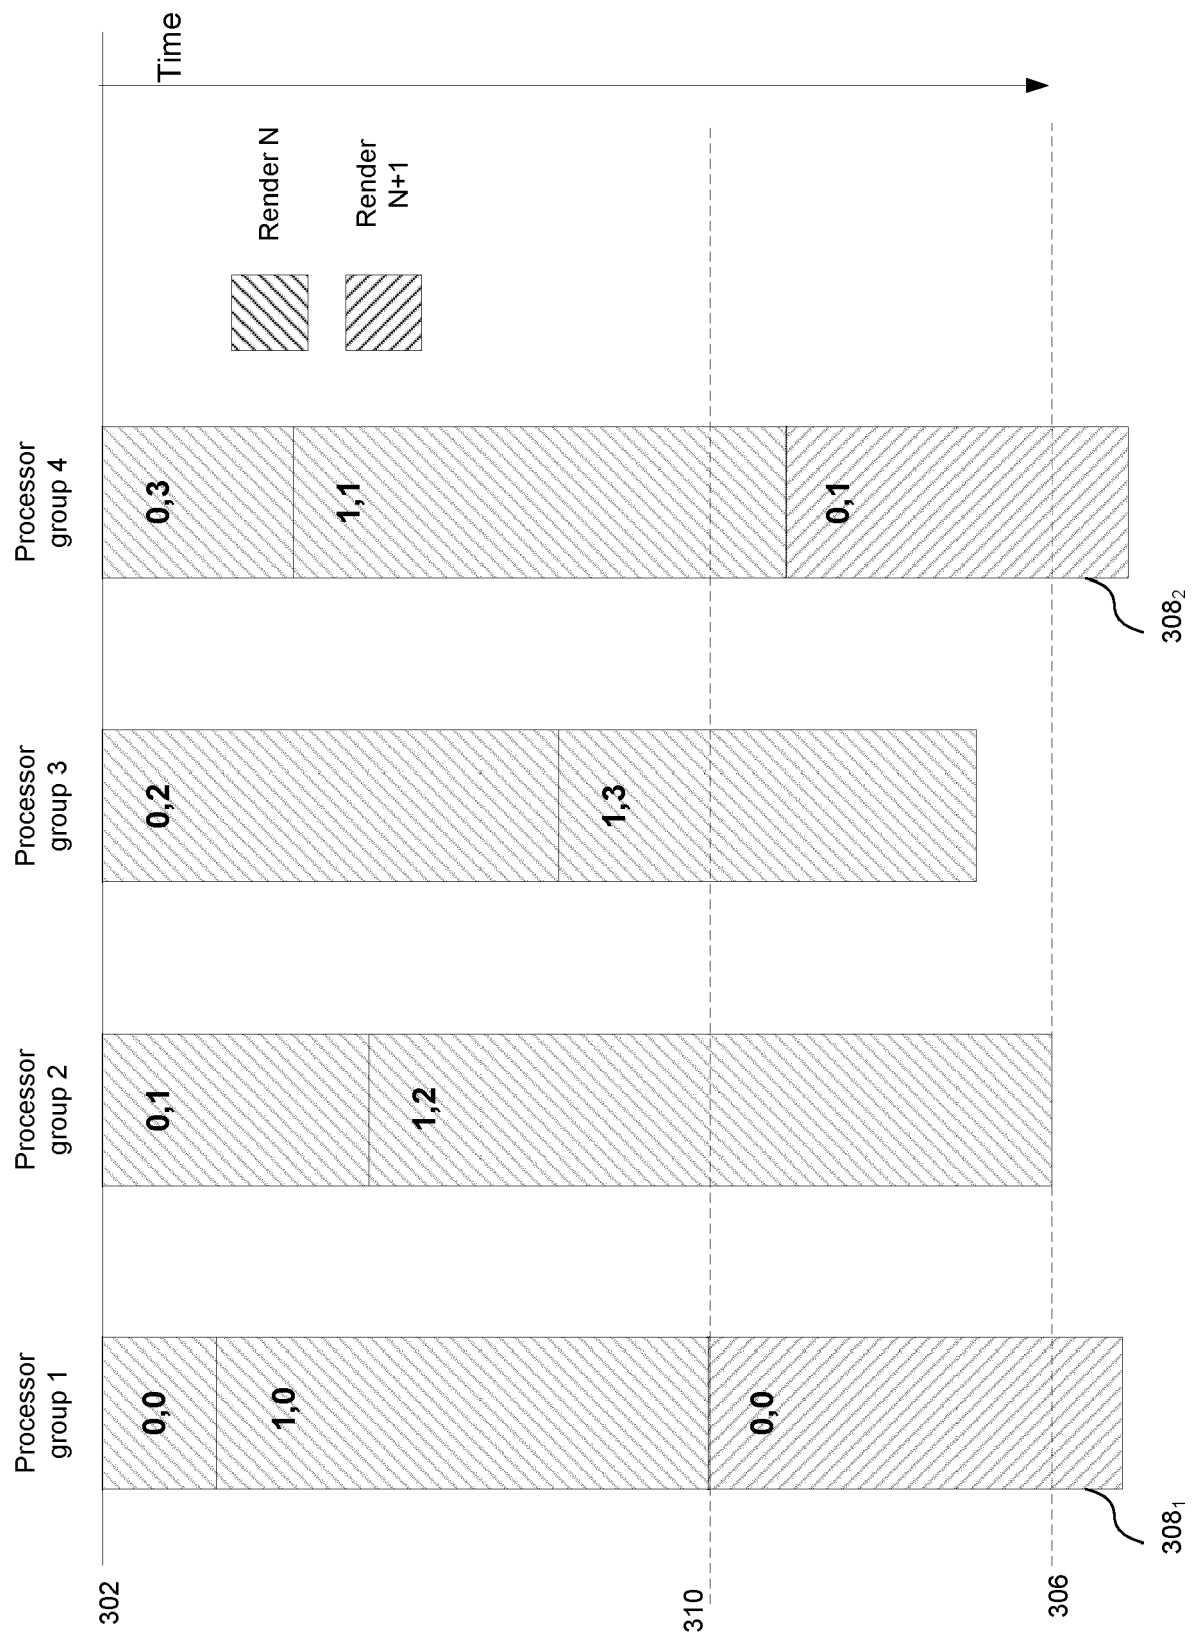 Processor
group 1
Processor
group 2
Processor
group 3
Processor
group 4
302
Time
0,0
0,1
0,2
0,3
Render N
1,0
1,2
1,3
1,1
Render
N+1
310
0,0
0,1
306
308₁
308₂